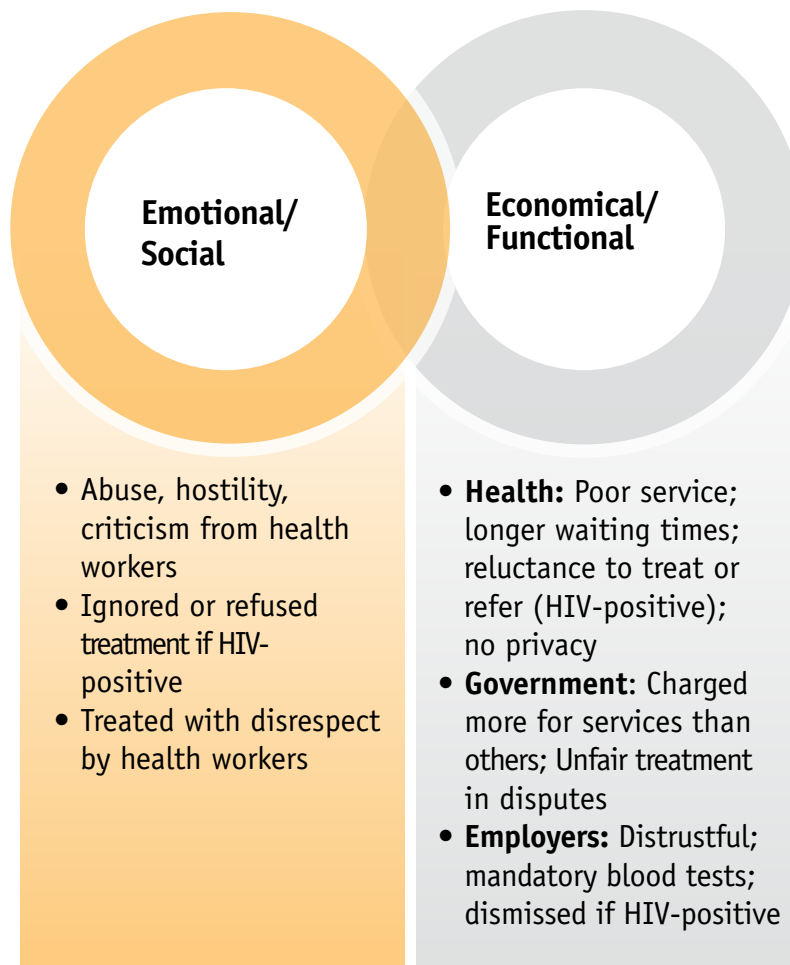 Emotional/
Social
Economical/
Functional
• Abuse, hostility,
criticism from health
workers
• Ignored or refused
treatment if HIV-
positive
• Treated with disrespect
by health workers
• Health: Poor service;
longer waiting times;
reluctance to treat or
refer (HIV-positive);
no privacy
• Government: Charged
more for services than
others; Unfair treatment
in disputes
• Employers: Distrustful;
mandatory blood tests;
dismissed if HIV-positive